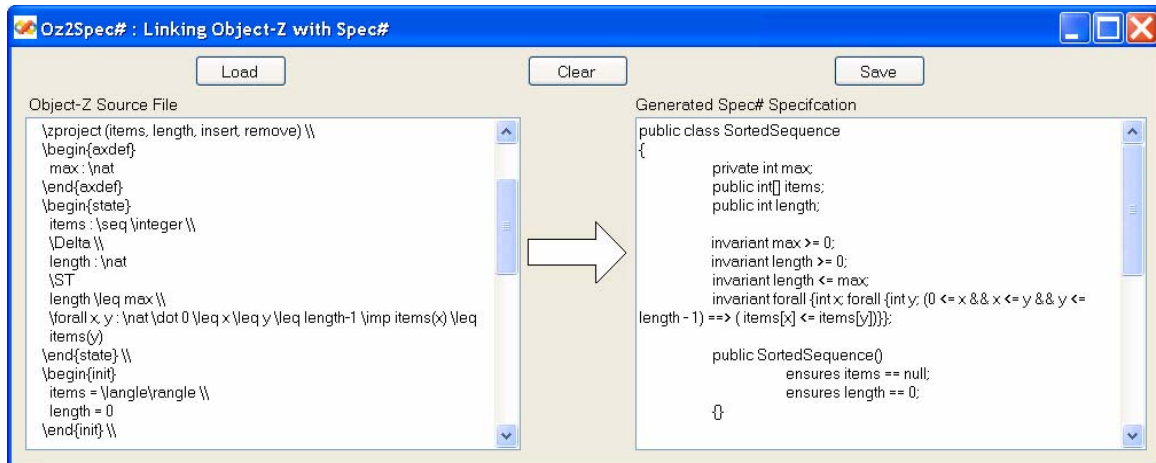 Oz2Spec# : Linking Object-Z with Spec#
Load
Clear
Save
Object-Z Source File
\zproject (items, length, insert, remove) \\
\begin{axdef}
max : \nat
\end{axdef}
\begin{state}
items : \seq \integer \\
\Delta \\
length : \nat
\ST
length \leq max \\
\forall x, y : \nat \dot 0 \leq x \leq y \leq length-1 \imp items(x) \leq
items(y)
\end{state} \\
\begin{init}
items = \langle\rangle \\
length = 0
\end{init} \\
Generated Spec# Specifcation
public class SortedSequence
{
private int max;
public int[] items;
public int length;
invariant max >= 0;
invariant length >= 0;
invariant length <= max;
invariant forall {int x; forall {int y; (0 <= x && x <= y && y <=
length - 1) ==> ( items[x] <= items[y])}};
public SortedSequence()
ensures items == null;
ensures length == 0;
{}